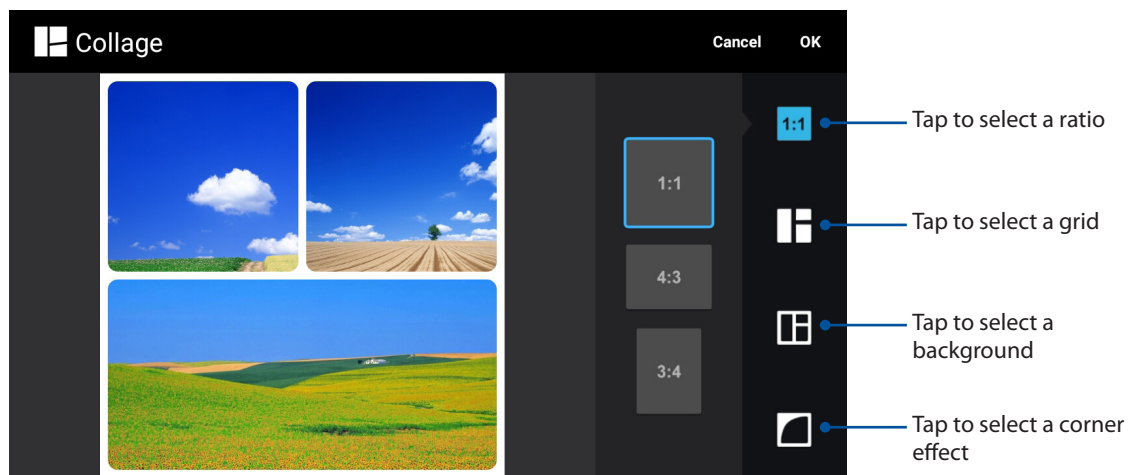 Collage
Cancel OK
1:1
1:1
4:3
3:4
Tap to select a ratio
Tap to select a grid
Tap to select a
background
Tap to select a corner
effect